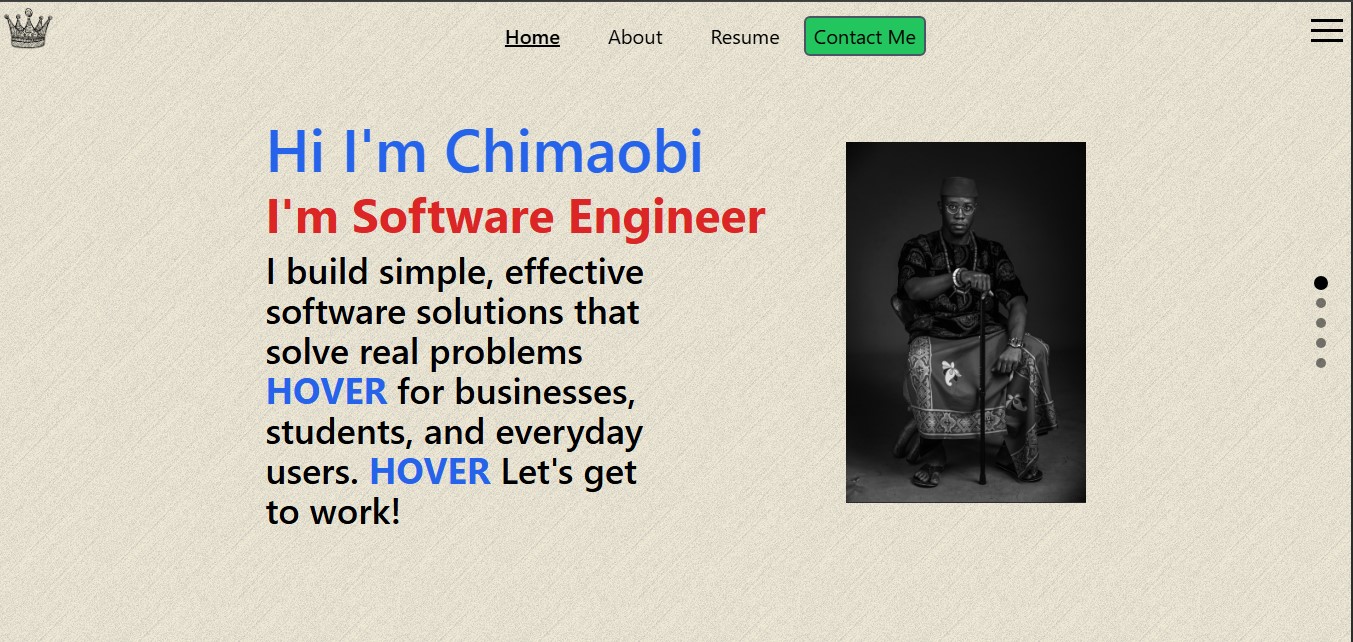 Home About Resume Contact Me
Hi I'm Chimaobi
I'm Software Engineer
I build simple, effective
software solutions that
solve real problems
HOVER for businesses,
students, and everyday
users. HOVER Let's get
to work!